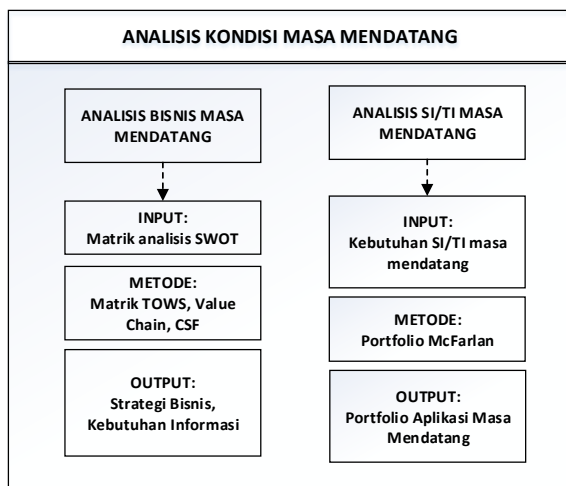 ANALISIS KONDISI MASA MENDATANG
ANALISIS BISNIS MASA
MENDATANG
INPUT:
Matrik analisis SWOT
METODE:
Matrik TOWS, Value
Chain, CSF
OUTPUT:
Strategi Bisnis,
Kebutuhan Informasi
ANALISIS SI/TI MASA
MENDATANG
INPUT:
Kebutuhan SI/TI masa
mendatang
METODE:
Portfolio McFarlan
OUTPUT:
Portfolio Aplikasi Masa
Mendatang